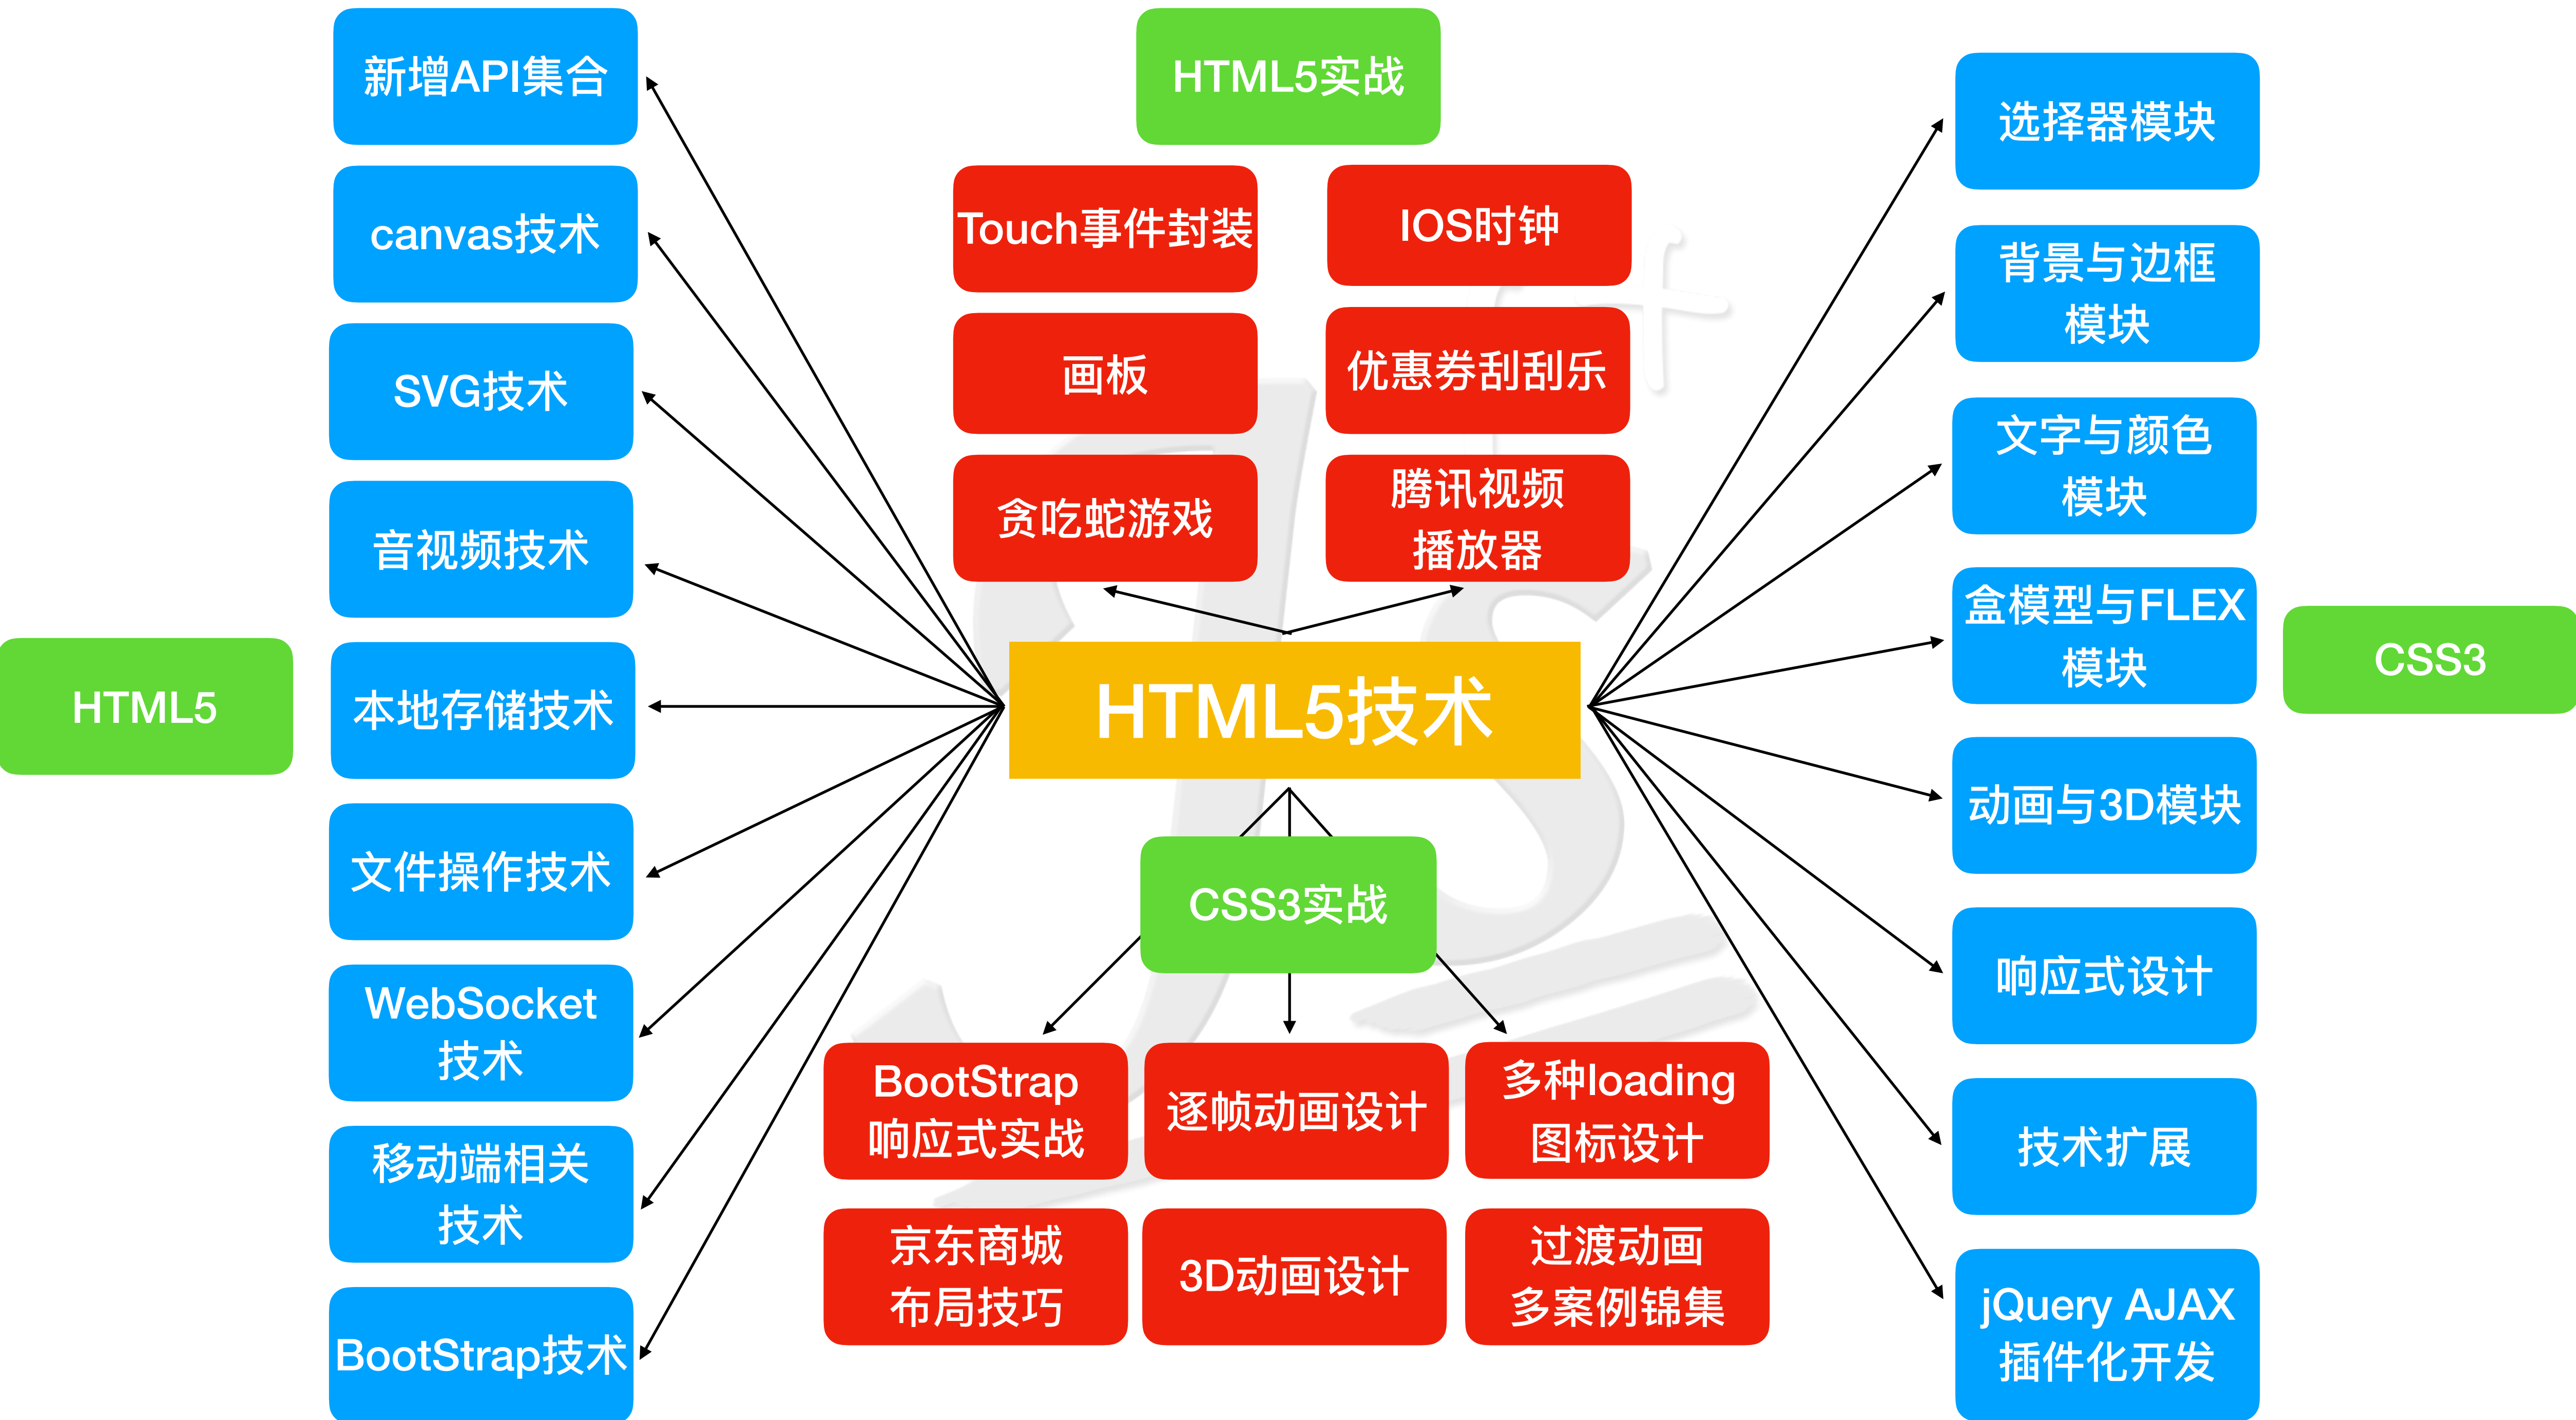 HTML5
新增API集合
canvas技术
SVG技术
音视频技术
本地存储技术
文件操作技术
WebSocket
技术
移动端相关
技术
BootStrap技术
HTML5实战
Touch事件封装
IOS时钟
画板
优惠券刮刮乐
贪吃蛇游戏
腾讯视频
播放器
HTML5技术
CSS3实战
BootStrap
响应式实战
逐帧动画设计
多种loading
图标设计
京东商城
布局技巧
3D动画设计
过渡动画
多案例锦集
选择器模块
背景与边框
模块
文字与颜色
模块
盒模型与FLEX
模块
动画与3D模块
响应式设计
技术扩展
jQuery AJAX
插件化开发
CSS3